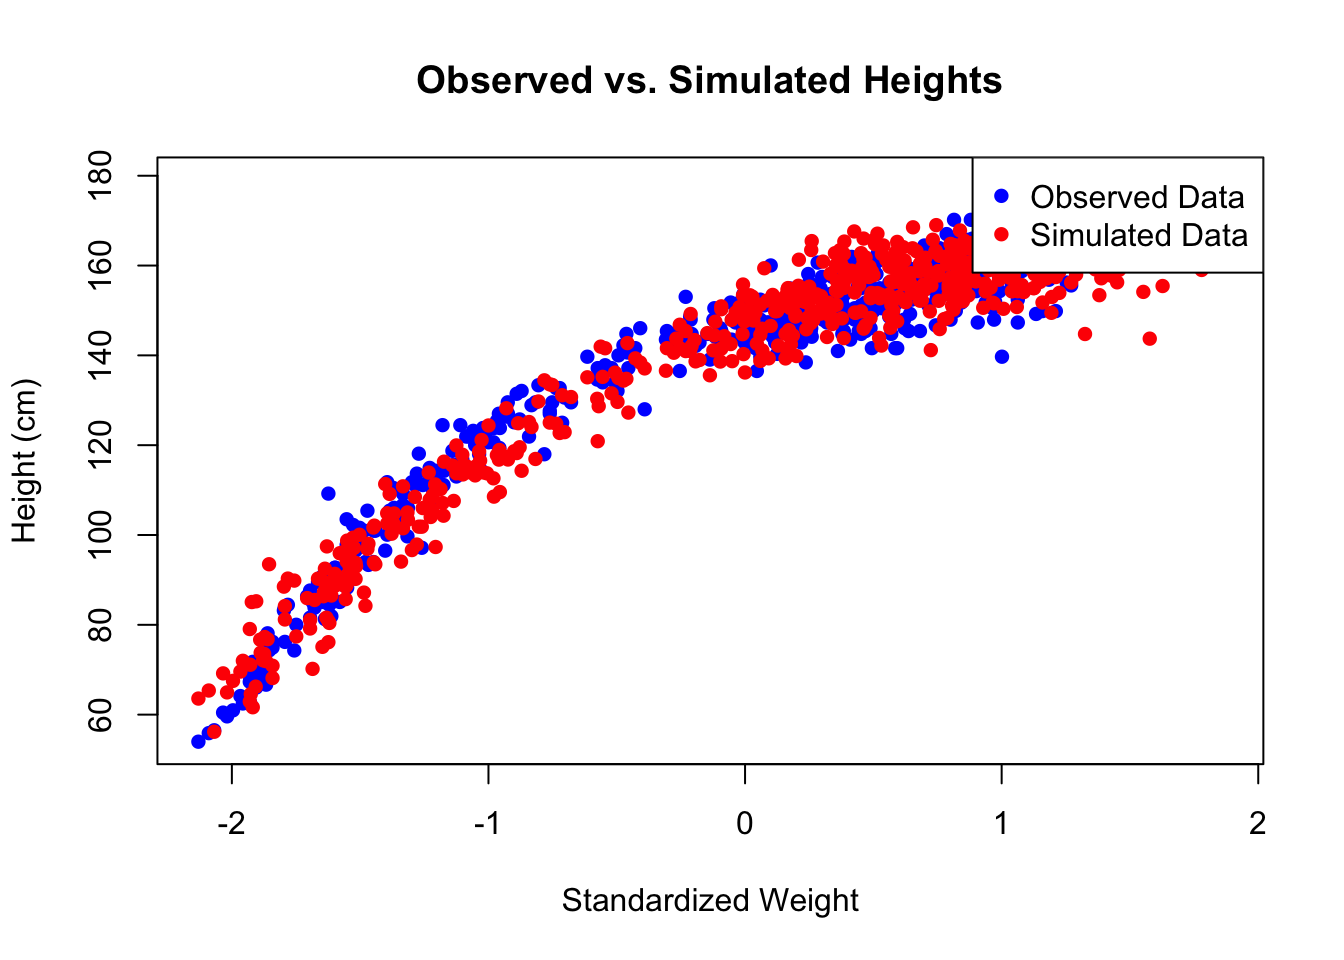 Observed vs. Simulated Heights
180
160
140
120
100
80
60
Height (cm)
Observed Data
Simulated Data
-2
-1
0
1
2
Standardized Weight